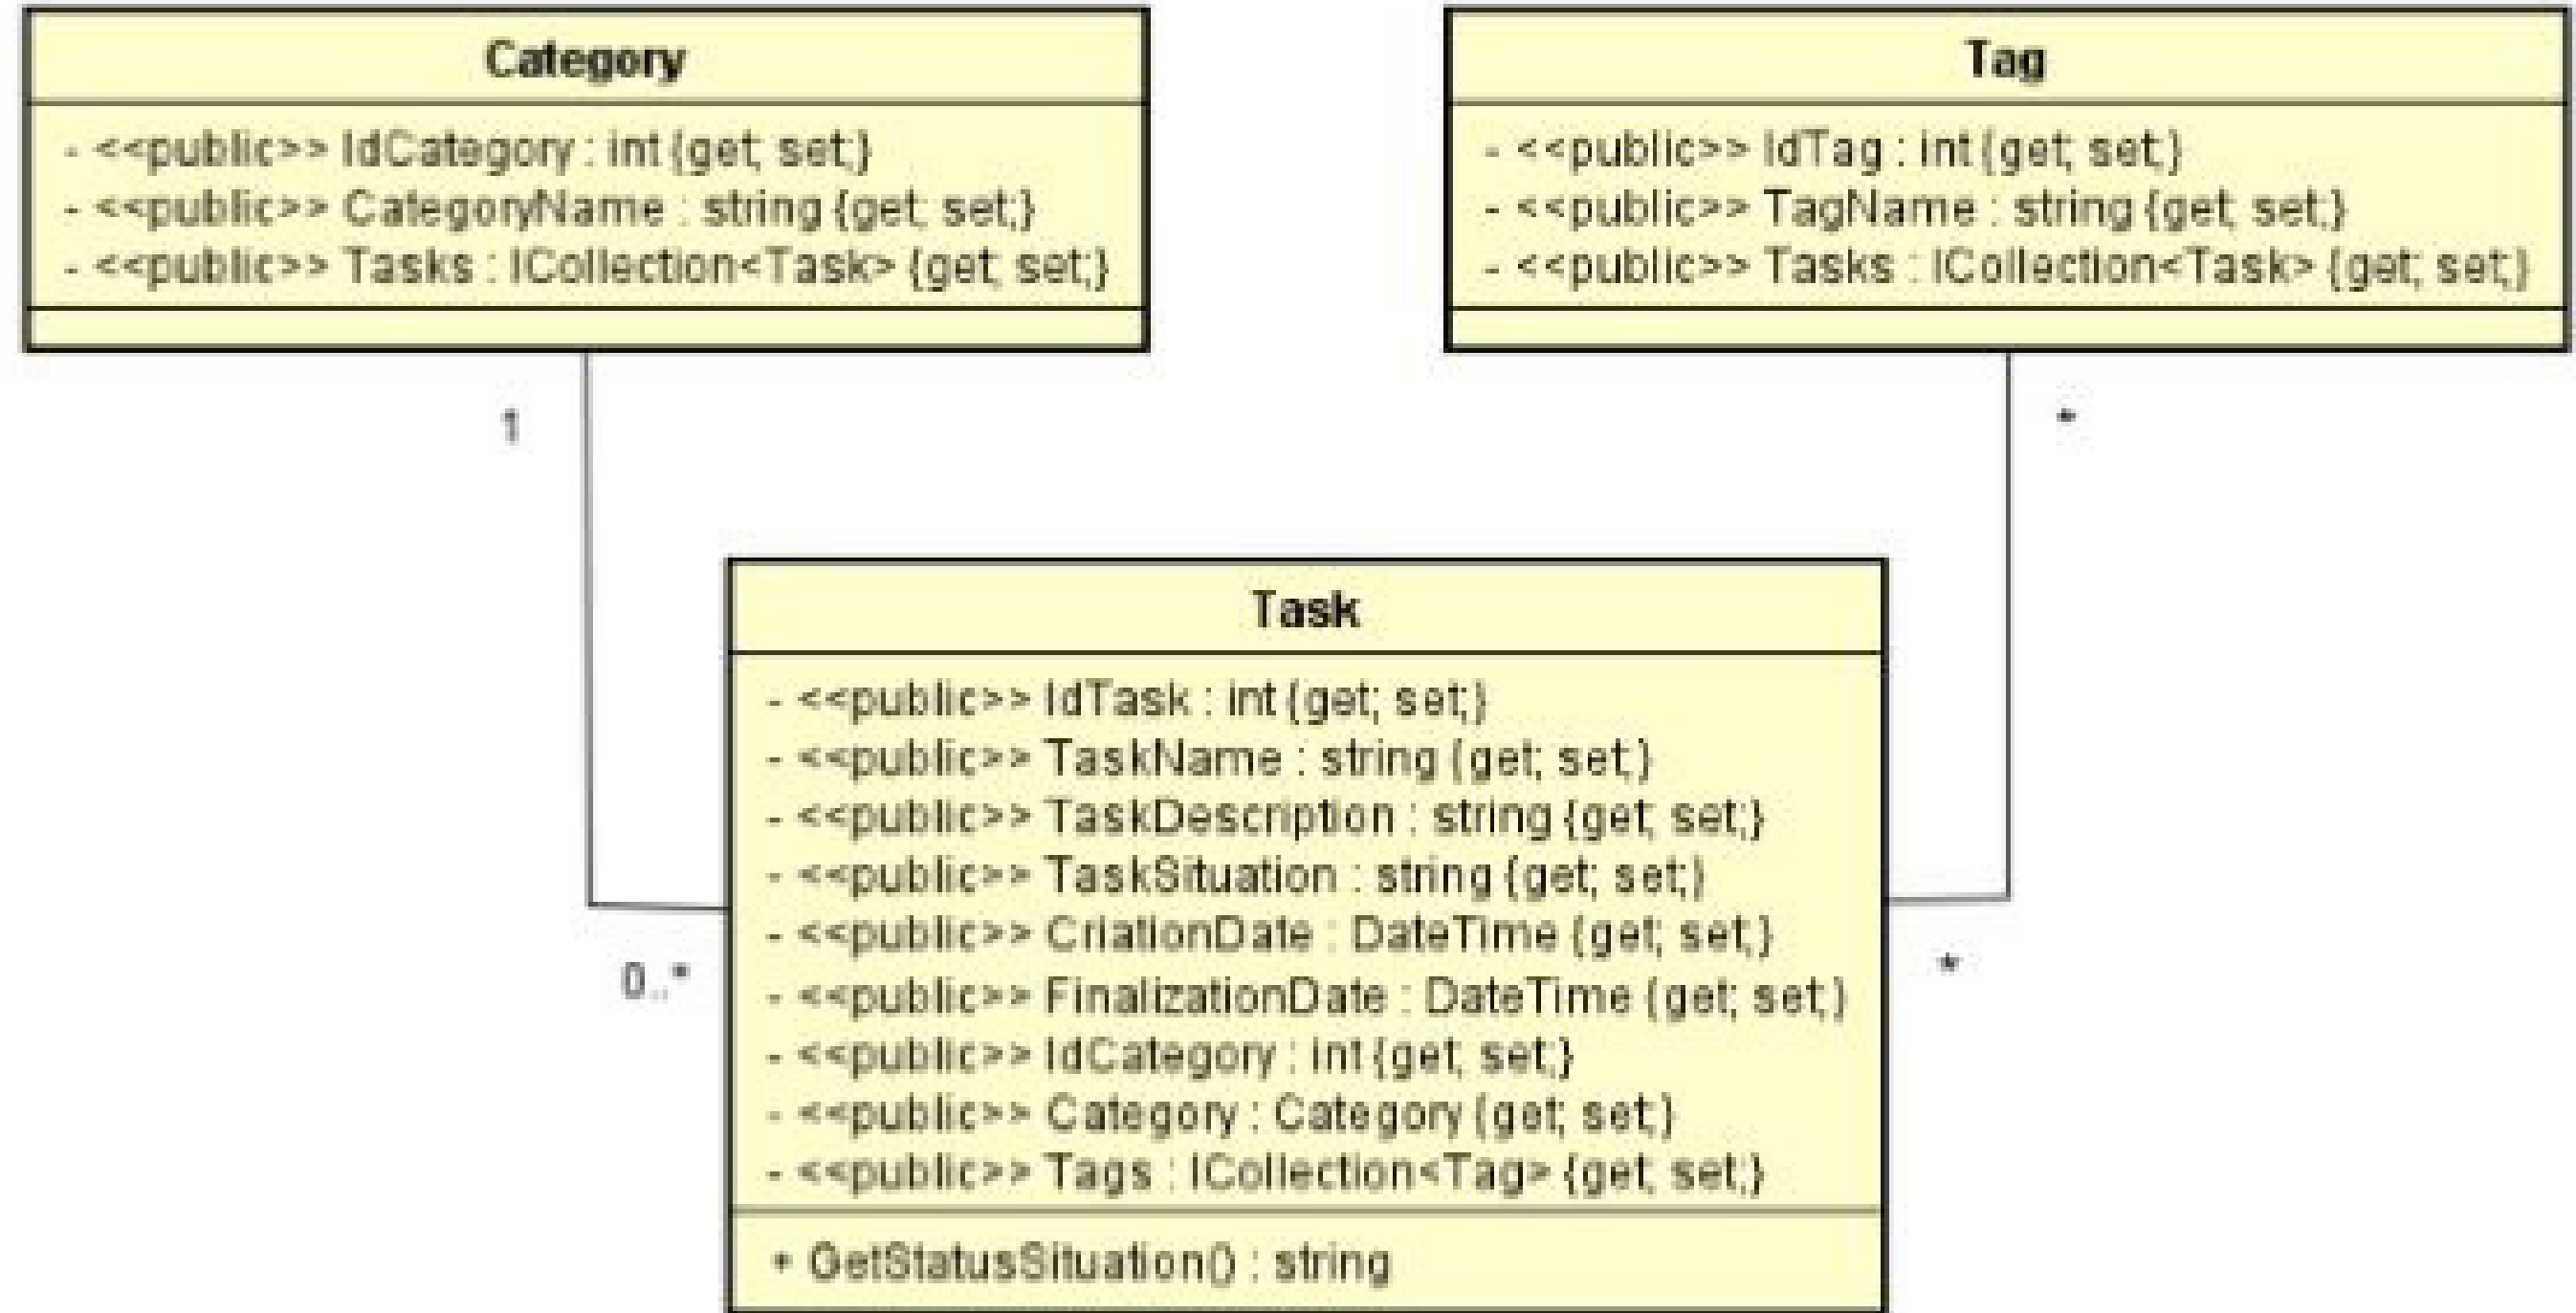 Category
- <<public>> IdCategory : int {get; set;}
- <<public>> CategoryName : string {get; set;}
- <<public>> Tasks : ICollection<Task> {get; set;}
Tag
- <<public>> IdTag : int {get; set;}
- <<public>> TagName : string {get; set;}
- <<public>> Tasks : ICollection<Task> {get; set;}
1
*
Task
- <<public>> IdTask : int {get; set;}
- <<public>> TaskName : string {get; set;}
- <<public>> TaskDescription : string {get; set;}
- <<public>> TaskSituation : string {get; set;}
- <<public>> CriationDate : DateTime {get; set;}
- <<public>> FinalizationDate : DateTime {get; set;}
- <<public>> IdCategory : int {get; set;}
- <<public>> Category : Category {get; set;}
- <<public>> Tags : ICollection<Tag> {get; set;}
+ GetStatusSituation() : string
0..*
*